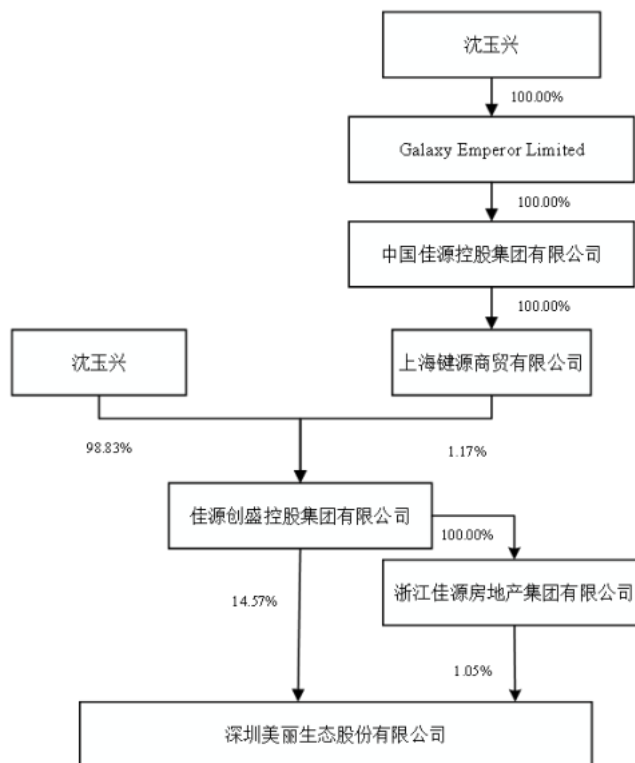 沈玉兴
100.00%
Galaxy Emperor Limited
100.00%
中国佳源控股集团有限公司
100.00%
沈玉兴
上海键源商贸有限公司
98.83%
1.17%
佳源创盛控股集团有限公司
100.00%
14.57%
浙江佳源房地产集团有限公司
1.05%
深圳美丽生态股份有限公司